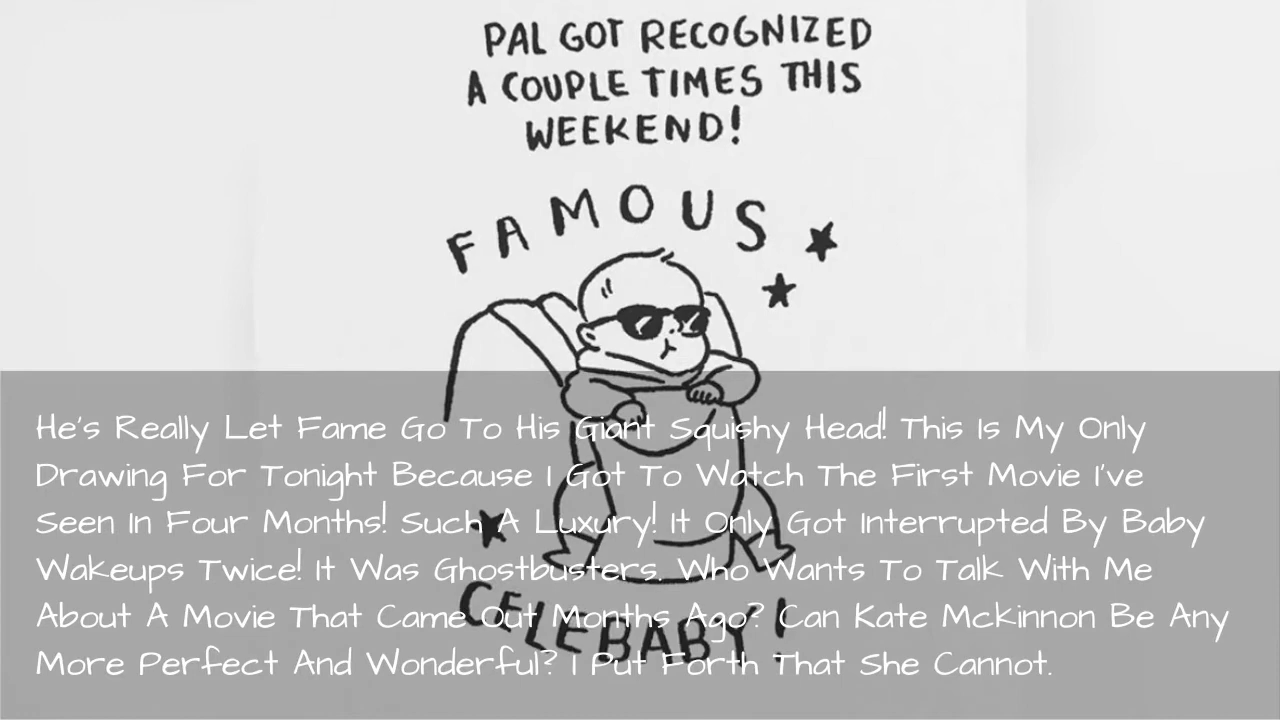 PAL GOT RECOGNIZED
A COUPLE TIMES THIS
WEEKEND!
FAMOUS
He's Really Let Fame Go To His Giant Squishy Head! This Is My Only
Drawing For Tonight Because I Got To Watch The First Movie I've
Seen In Four Months! Such A Luxury! It Only Got Interrupted By Baby
Wakeups Twice! It Was Ghostbusters. Who Wants To Talk With Me
About A Movie That Came Out Months Ago? Can Kate Mckinnon Be Any
More Perfect And Wonderful? I Put Forth That She Cannot.
CELEBABY!